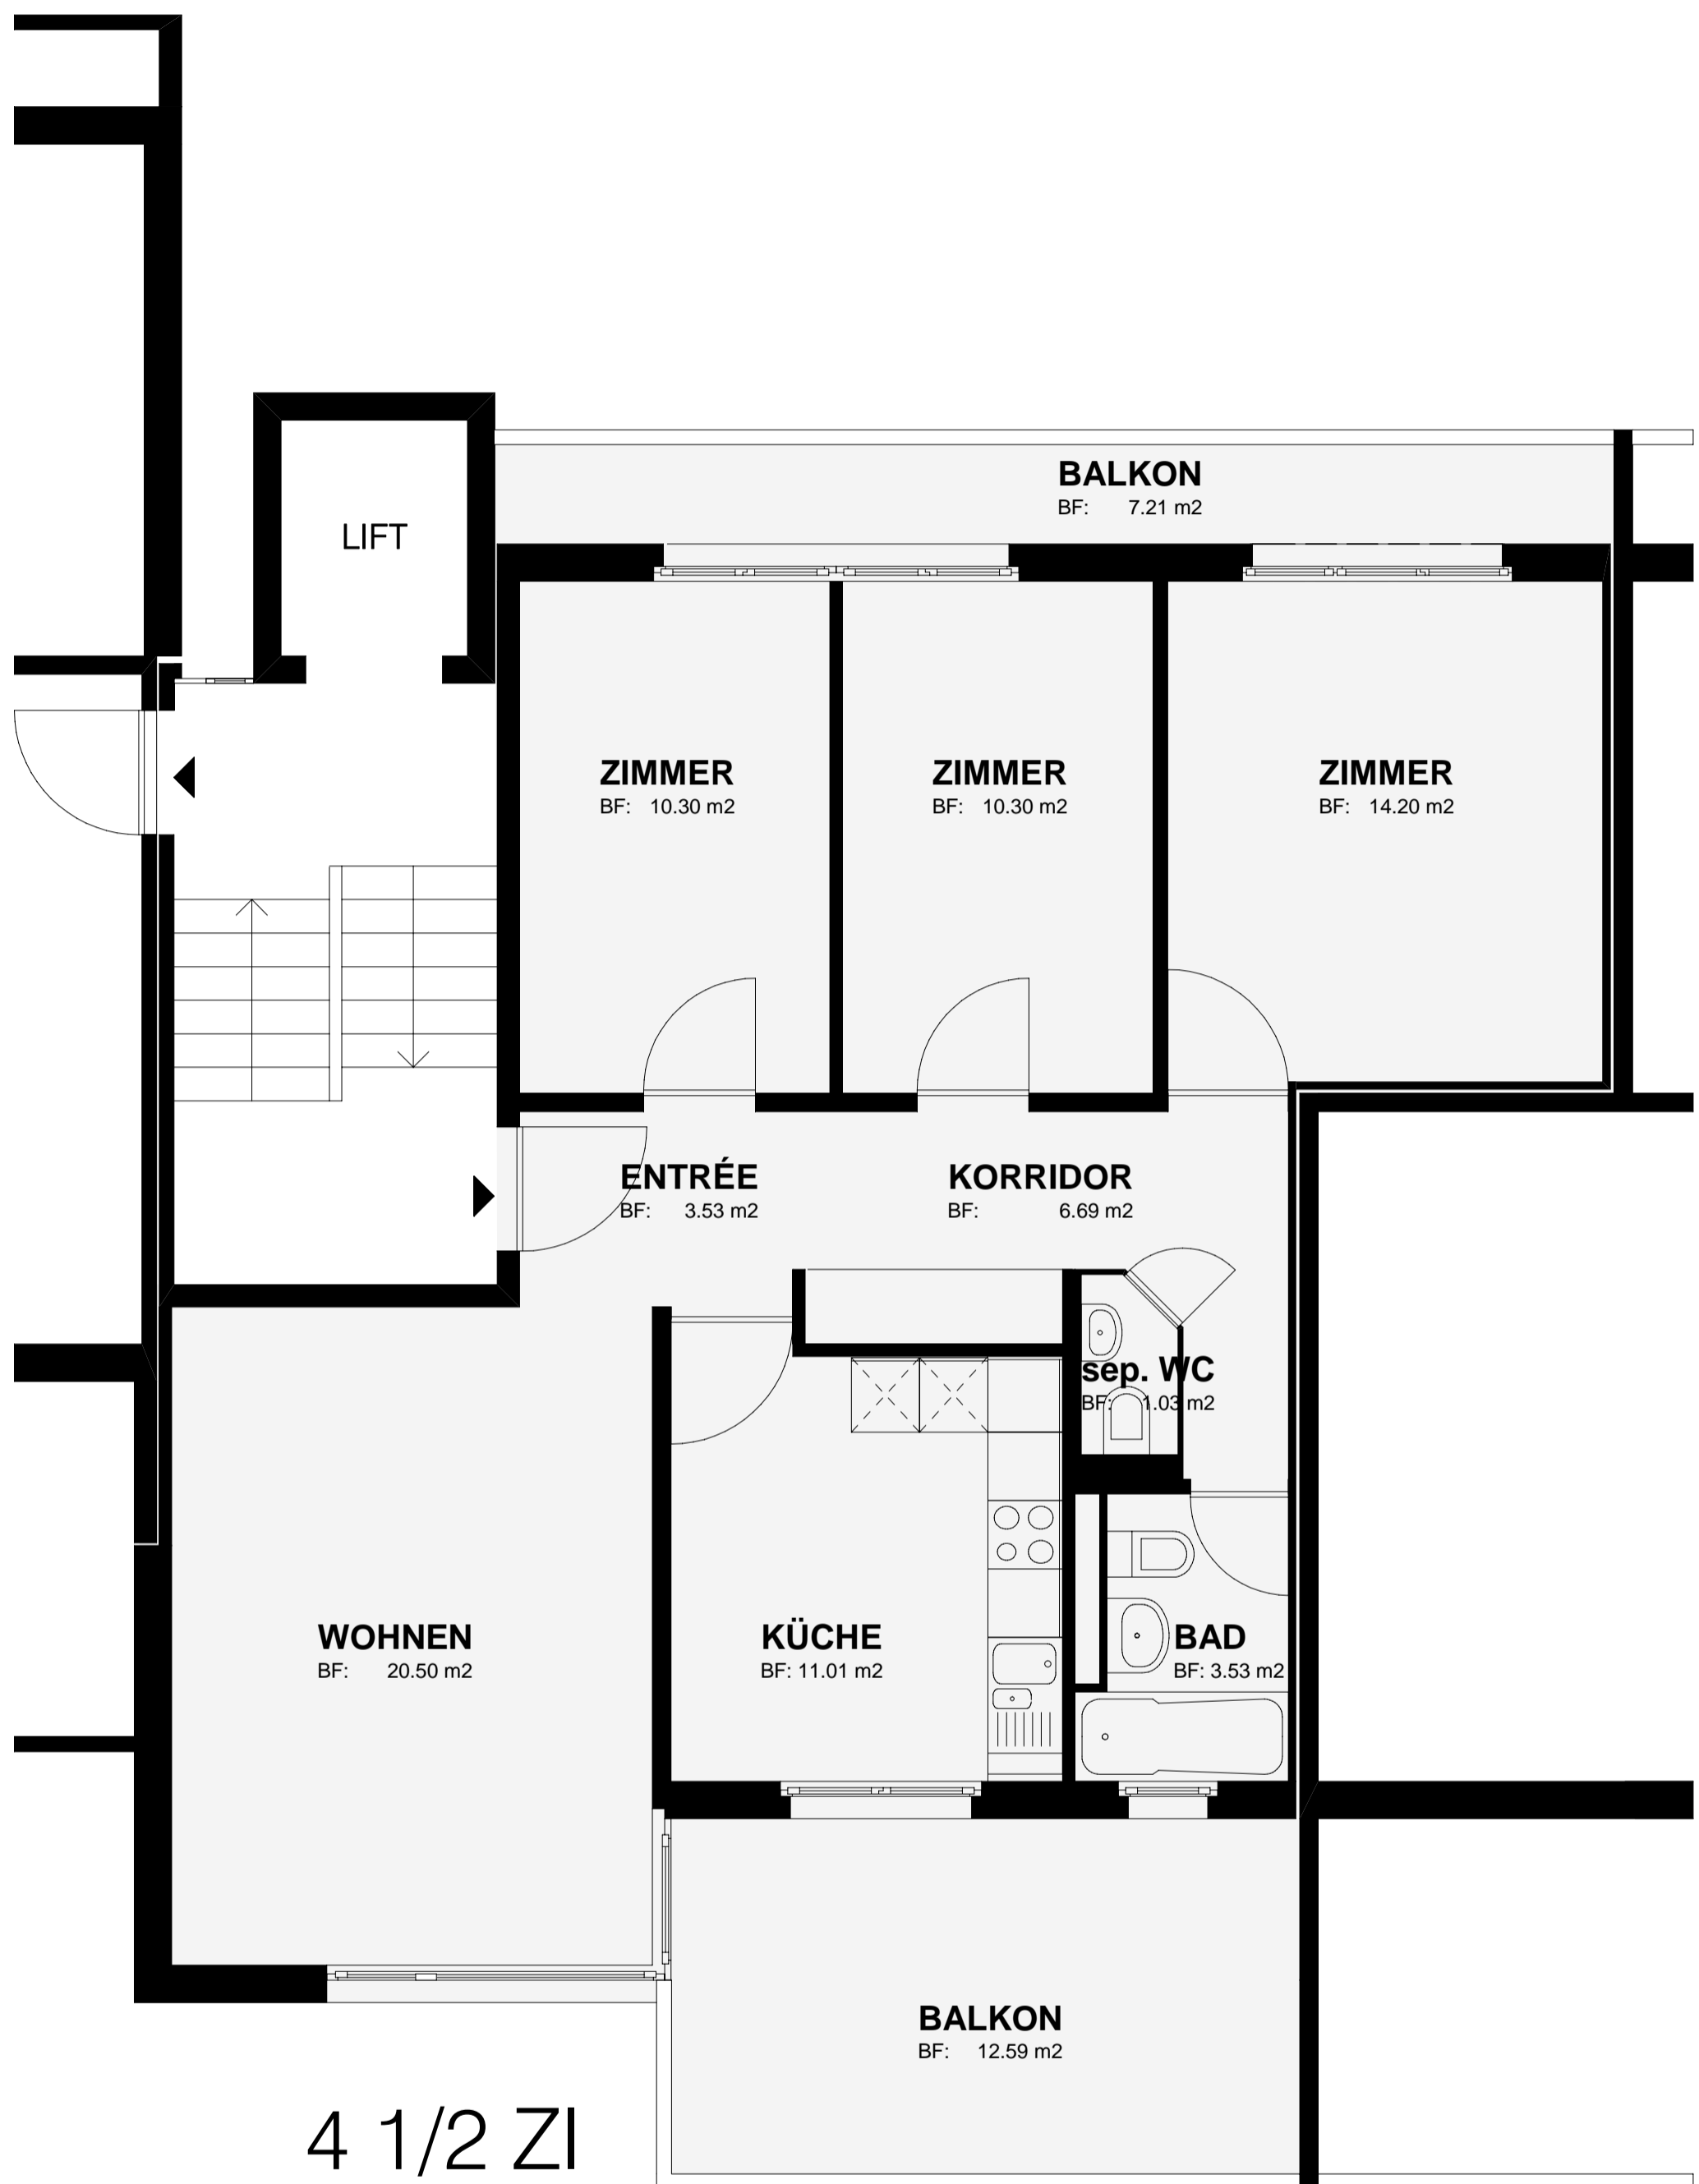 BALKON
BF: 7.21 m2
LIFT
ZIMMER
BF: 10.30 m2
ZIMMER
BF: 10.30 m2
ZIMMER
BF: 14.20 m2
ENTRÉE
BF: 3.53 m2
KORRIDOR
BF: 6.69 m2
sep. WC
BF: 1.03 m2
WOHNEN
BF: 20.50 m2
KÜCHE
BF: 11.01 m2
BAD
BF: 3.53 m2
BALKON
BF: 12.59 m2
4 1/2 ZI